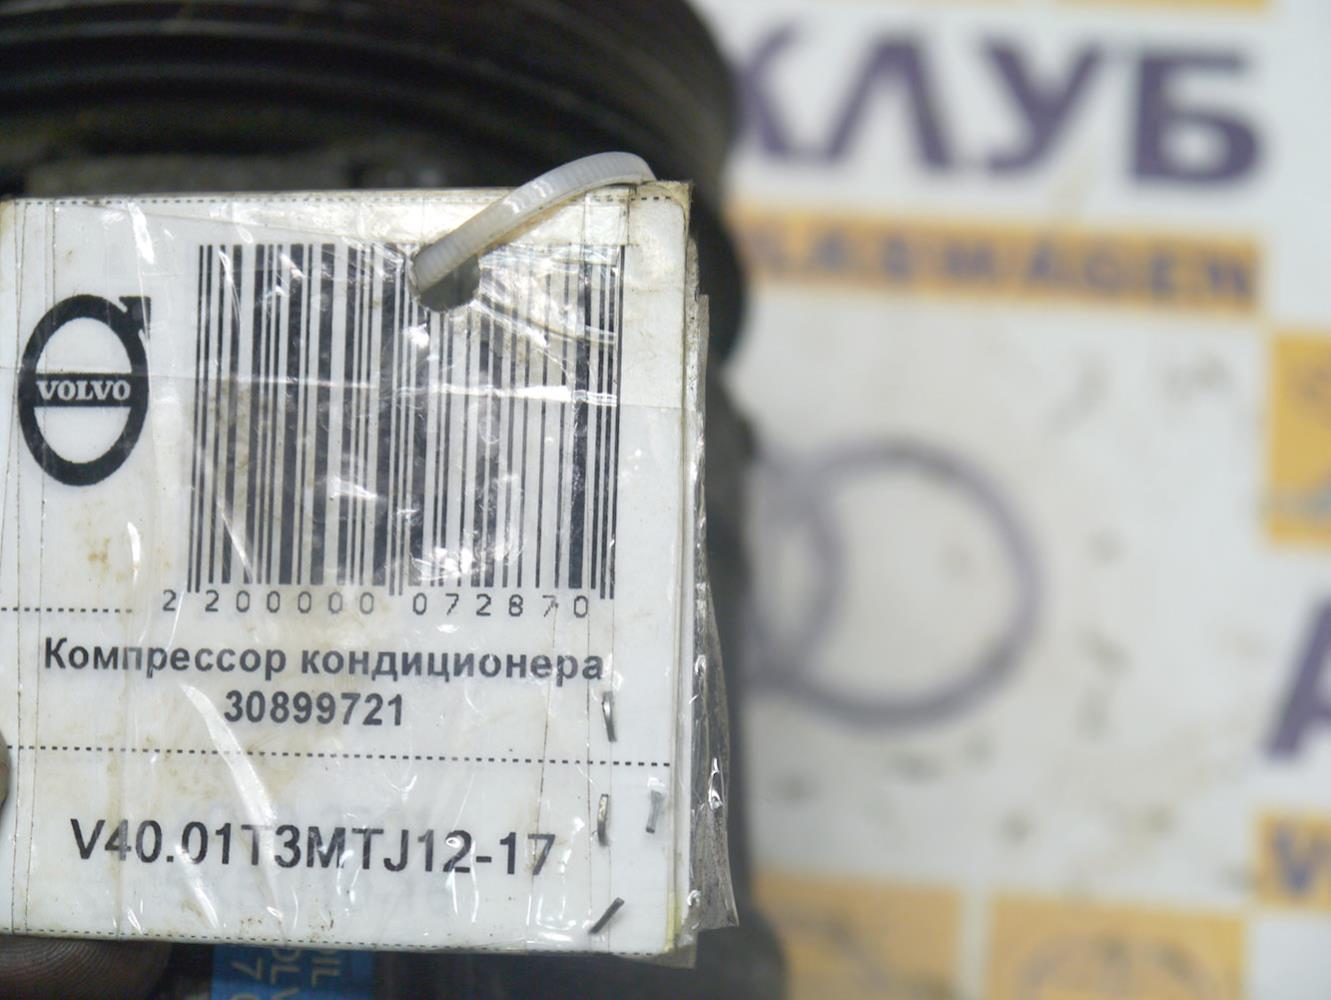 КЛУБ
VOLVO
2 200000 072870
Компрессор кондиционера
30899721
V40.01T3MTJ12-17